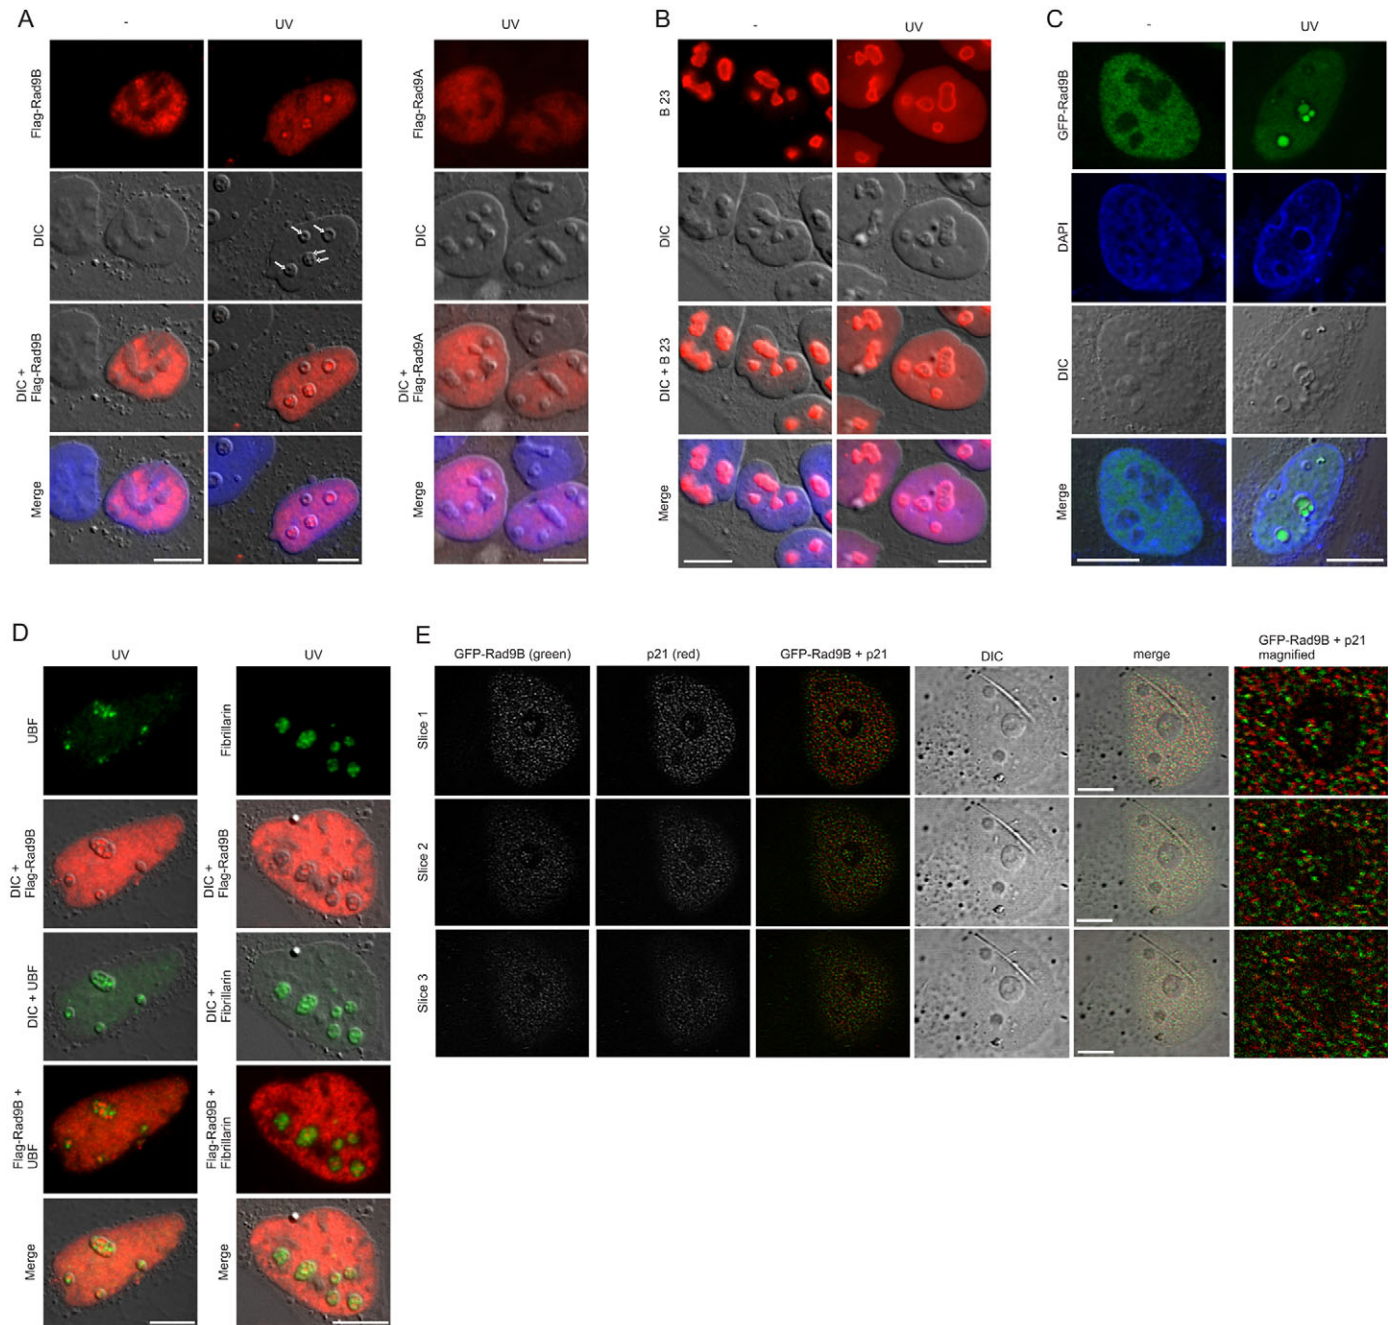 A
-
UV
Flag-Rad9B
DIC
DIC +
Flag-Rad9B
Merge
Flag-Rad9A
DIC
DIC +
Flag-Rad9A
Merge
B
-
UV
B 23
DIC
DIC + B 23
Merge
C
-
UV
GFP-Rad9B
DAPI
DIC
Merge
D
UV
UV
UBF
DIC +
Flag-Rad9B
DIC + UBF
Flag-Rad9B +
UBF
Merge
Fibrillarin
DIC +
Flag-Rad9B
DIC +
Fibrillarin
Flag-Rad9B +
Fibrillarin
Merge
E
GFP-Rad9B (green)
p21 (red)
GFP-Rad9B + p21
DIC
merge
GFP-Rad9B + p21
magnified
Slice 1
Slice 2
Slice 3